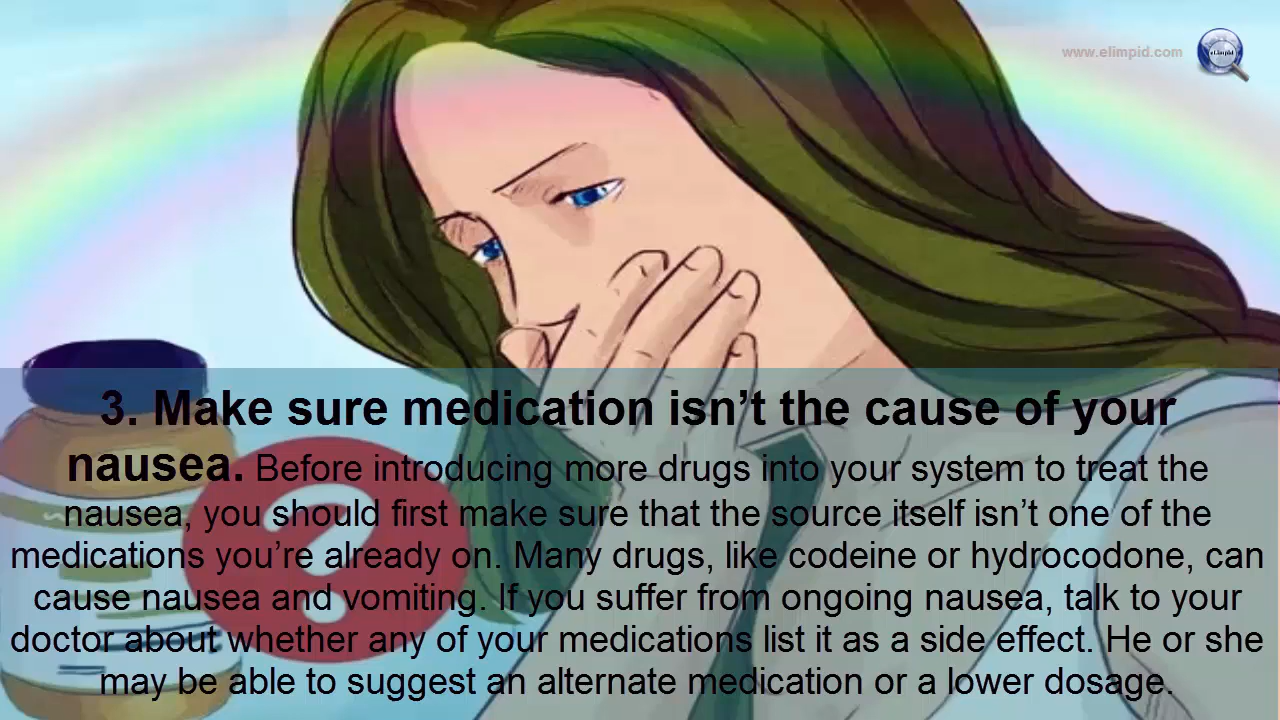 www.elimpid.com
eLimpid
3. Make sure medication isn’t the cause of your
nausea. Before introducing more drugs into your system to treat the
nausea, you should first make sure that the source itself isn’t one of the
medications you’re already on. Many drugs, like codeine or hydrocodone, can
cause nausea and vomiting. If you suffer from ongoing nausea, talk to your
doctor about whether any of your medications list it as a side effect. He or she
may be able to suggest an alternate medication or a lower dosage.
?